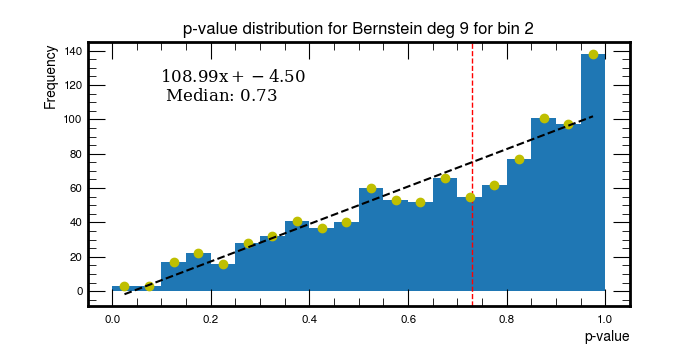 p-value distribution for Bernstein deg 9 for bin 2
Frequency
140
120
100
80
60
40
20
0
108.99x + −4.50
Median: 0.73
0.0 0.2 0.4 0.6 0.8 1.0
p-value